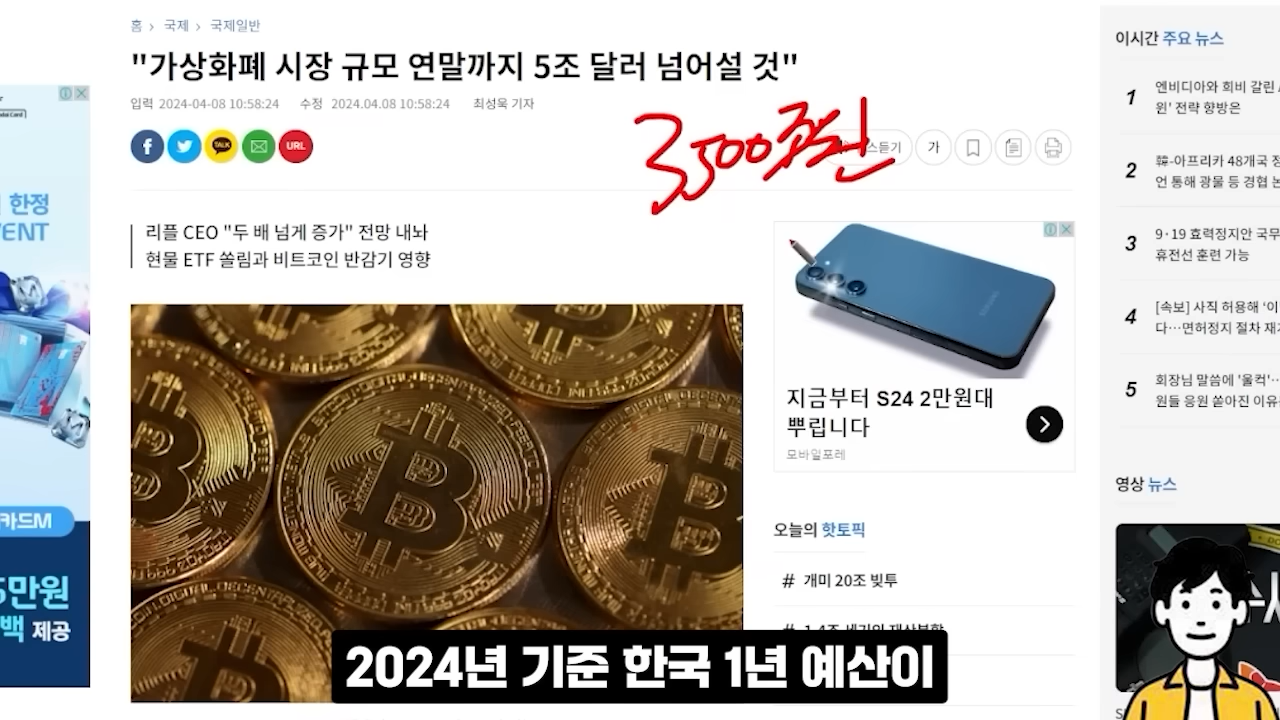 홈 › 국제 › 국제일반
"가상화폐 시장 규모 연말까지 5조 달러 넘어설 것"
입력 2024-04-08 10:58:24 수정 2024.04.08 10:58:24 최성욱 기자
TALK
URL
스듣기
가
리플 CEO "두 배 넘게 증가" 전망 내놔
현물 ETF 쏠림과 비트코인 반감기 영향
한정
VENT
카드M
5만원
백 제공
지금부터 S24 2만원대
뿌립니다
모바일포레
오늘의 핫토픽
# 개미 20조 빚투
이시간 주요 뉴스
1 엔비디아와 희비 갈린
원' 전략 향방은
2 韓-아프리카 48개국
언 통해 광물 등 경협
3 9·19 효력정지안 국무
휴전선 훈련 가능
4 [속보] 사직 허용해 '이
다…면허정지 절차
5 회장님 말씀에 '울컥'…
원들 응원 쏟아진 이유
영상 뉴스
2024년 기준 한국 1년 예산이